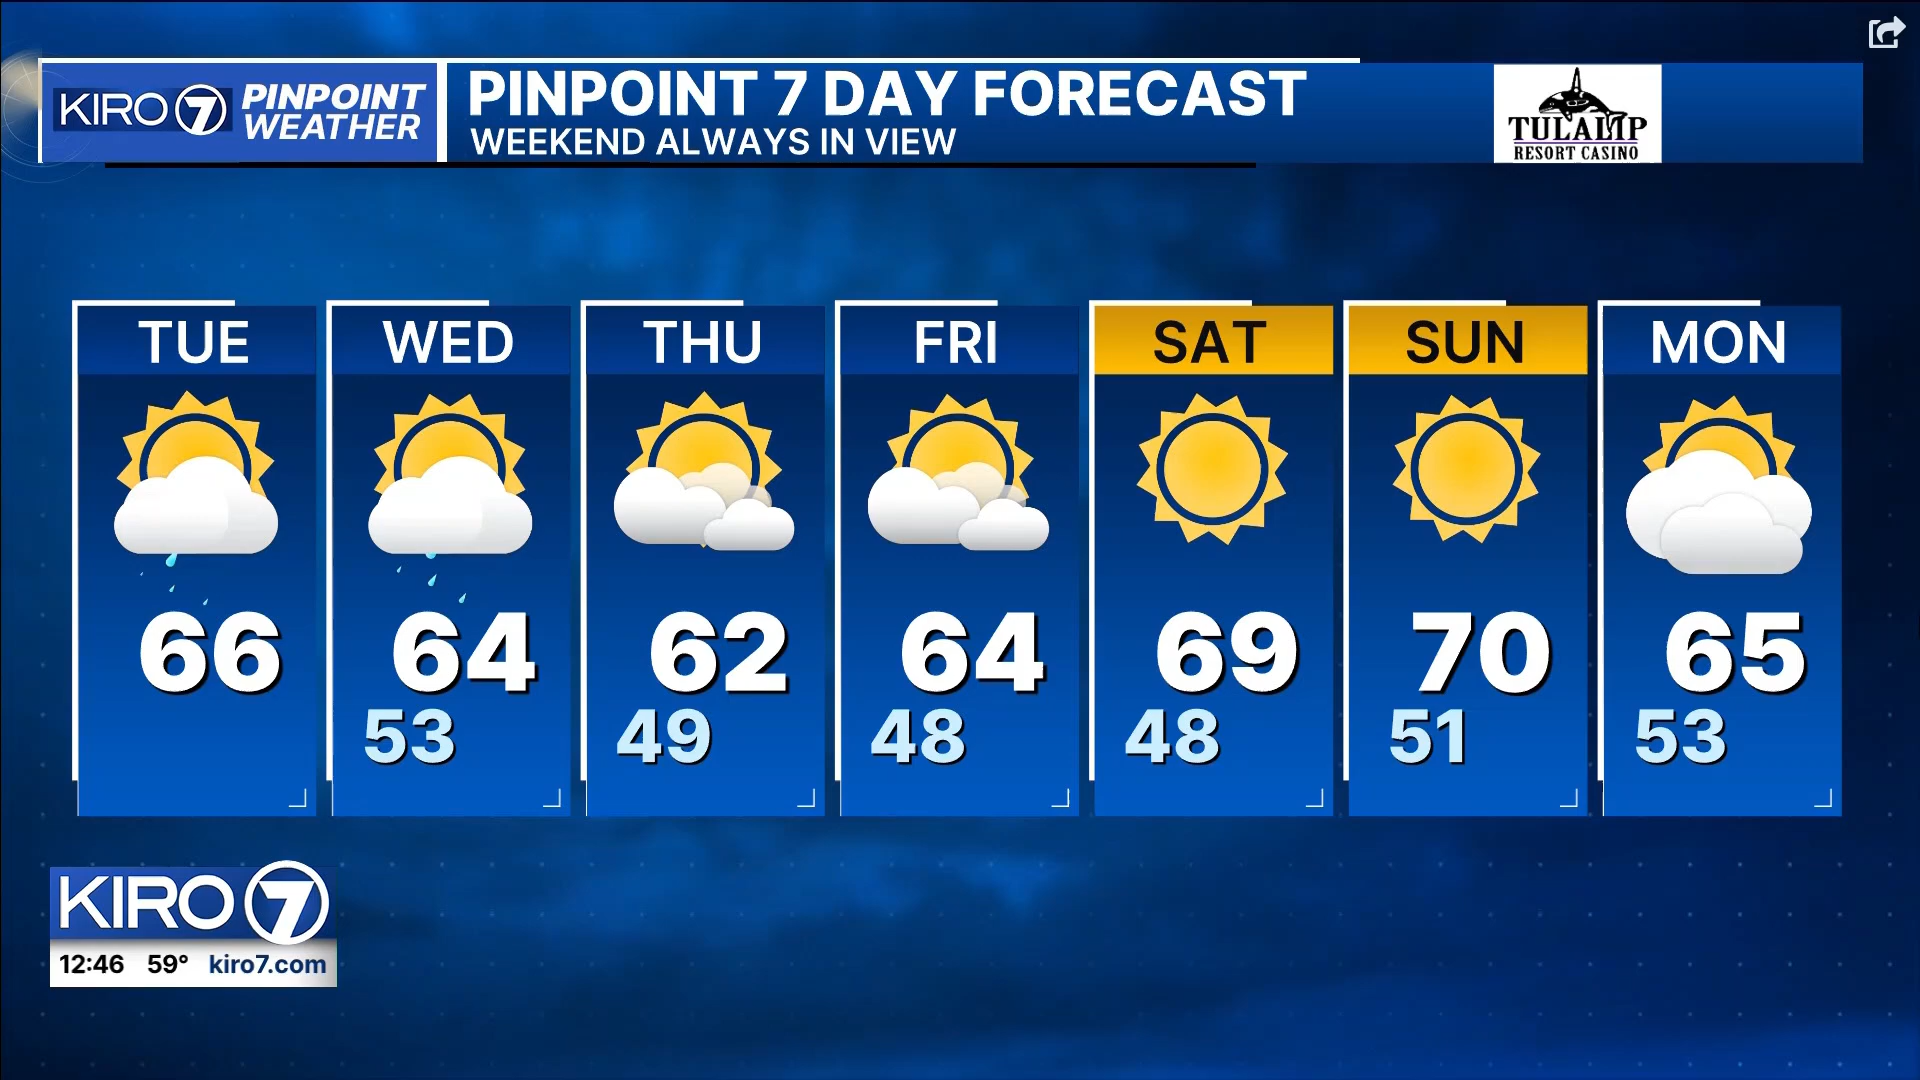 KIRO 7 PINPOINT
WEATHER
PINPOINT 7 DAY FORECAST
WEEKEND ALWAYS IN VIEW
TULALIP
RESORT CASINO
TUE WED THU FRI SAT SUN MON
66 64 62 64 69 70 65
53 49 48 48 51 53
KIRO 7
12:46 59° kiro7.com